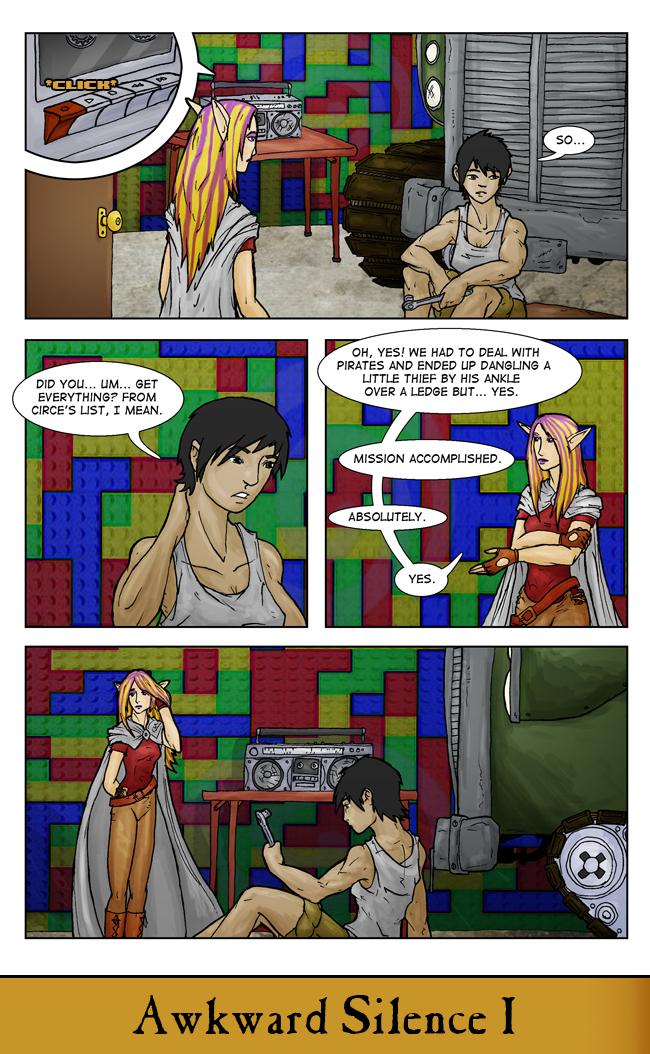 *CLICK*
SO...
DID YOU... UM... GET
EVERYTHING? FROM
CIRCE'S LIST, I MEAN.
OH, YES! WE HAD TO DEAL WITH
PIRATES AND ENDED UP DANGLING A
LITTLE THIEF BY HIS ANKLE
OVER A LEDGE BUT... YES.
MISSION ACCOMPLISHED.
ABSOLUTELY.
YES.
Awkward Silence I